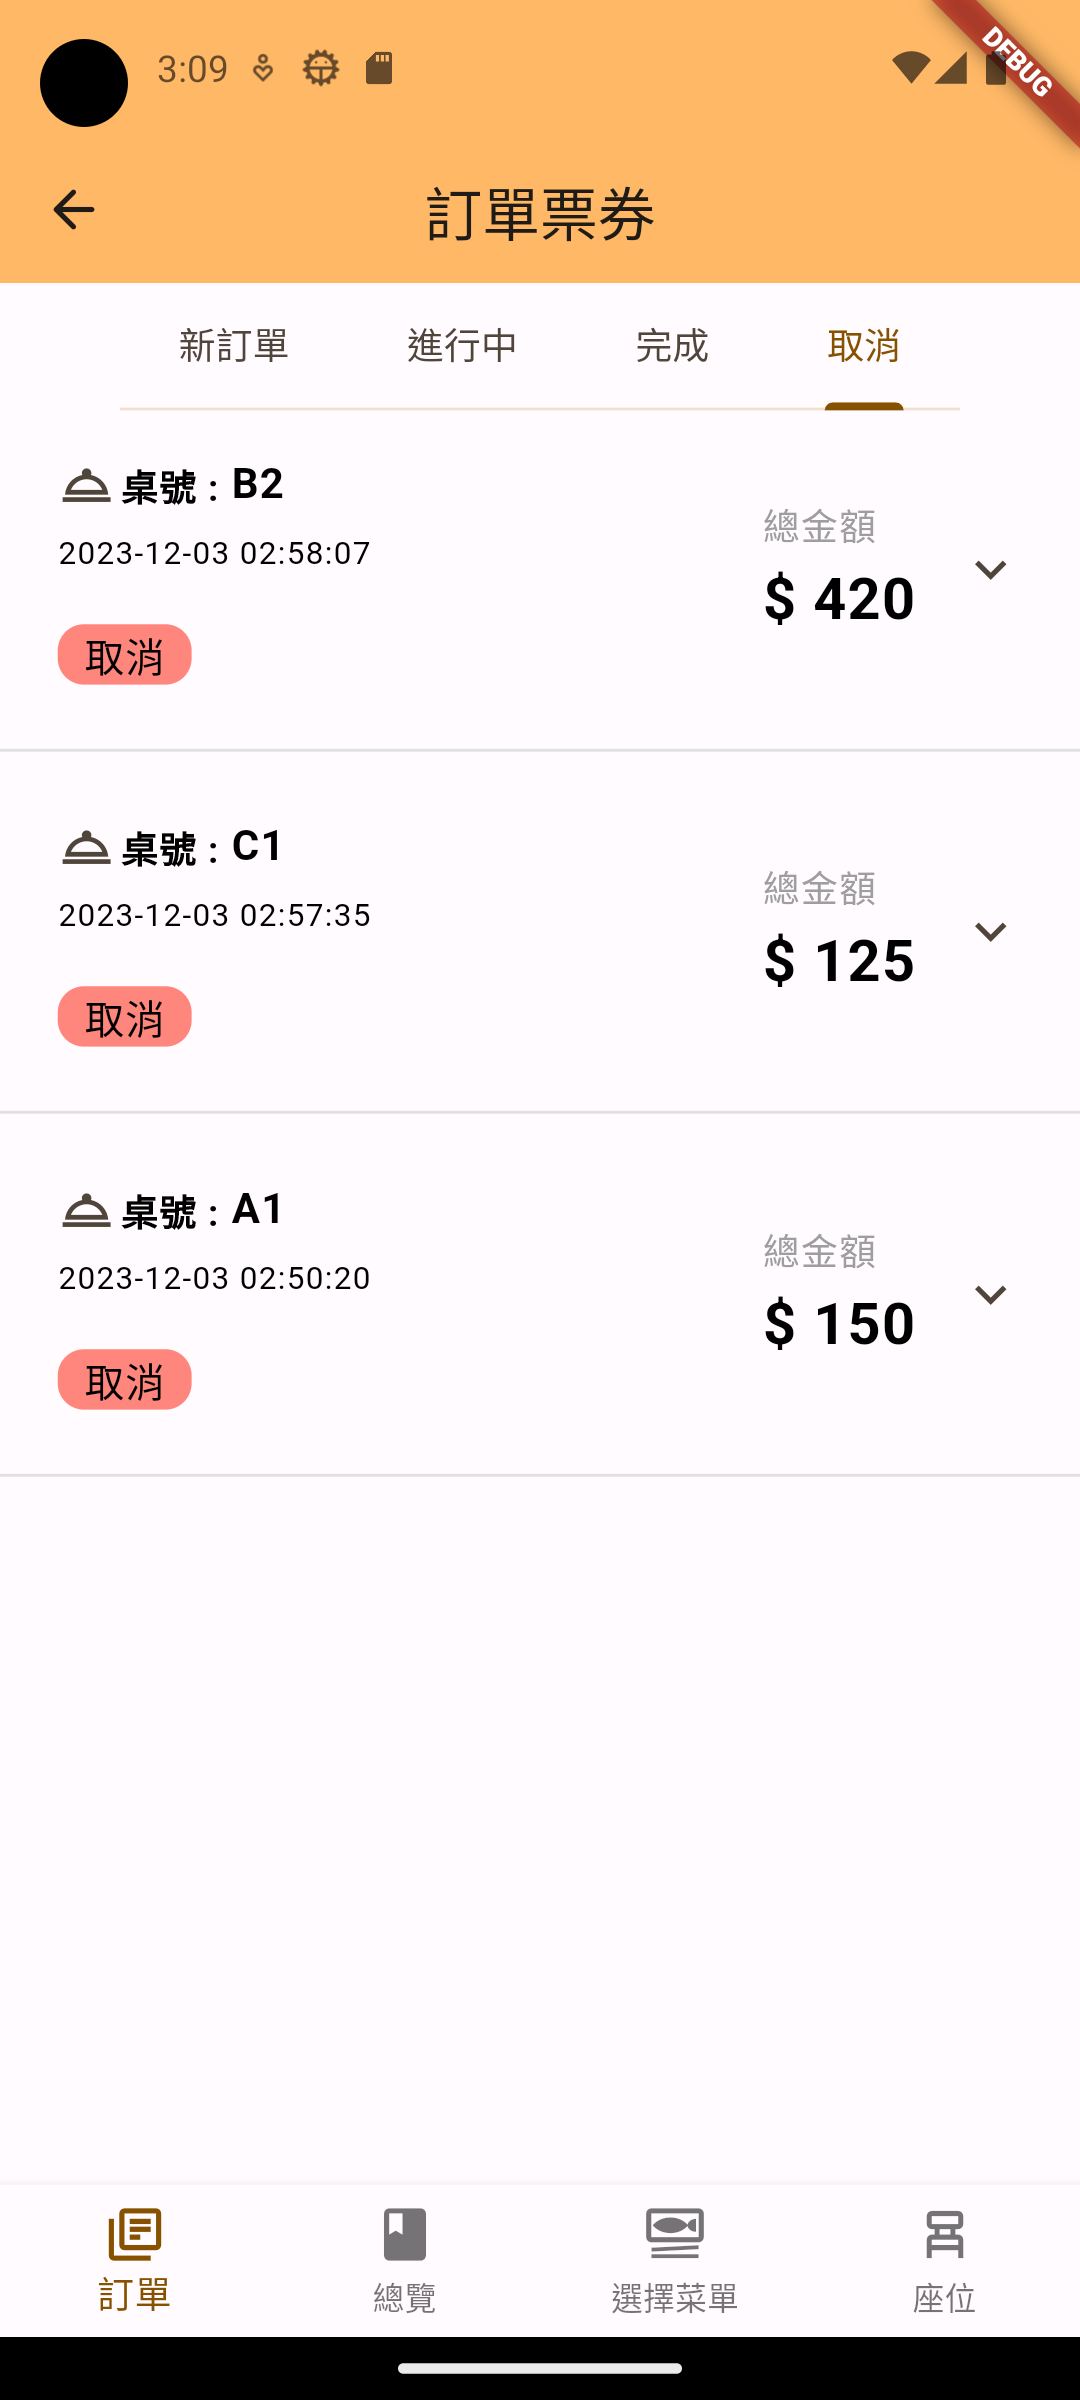 3:09
DEBUG
訂單票券
新訂單 進行中 完成 取消
桌號 : B2
2023-12-03 02:58:07
總金額
$ 420
取消
桌號 : C1
2023-12-03 02:57:35
總金額
$ 125
取消
桌號 : A1
2023-12-03 02:50:20
總金額
$ 150
取消
訂單 總覽 選擇菜單 座位